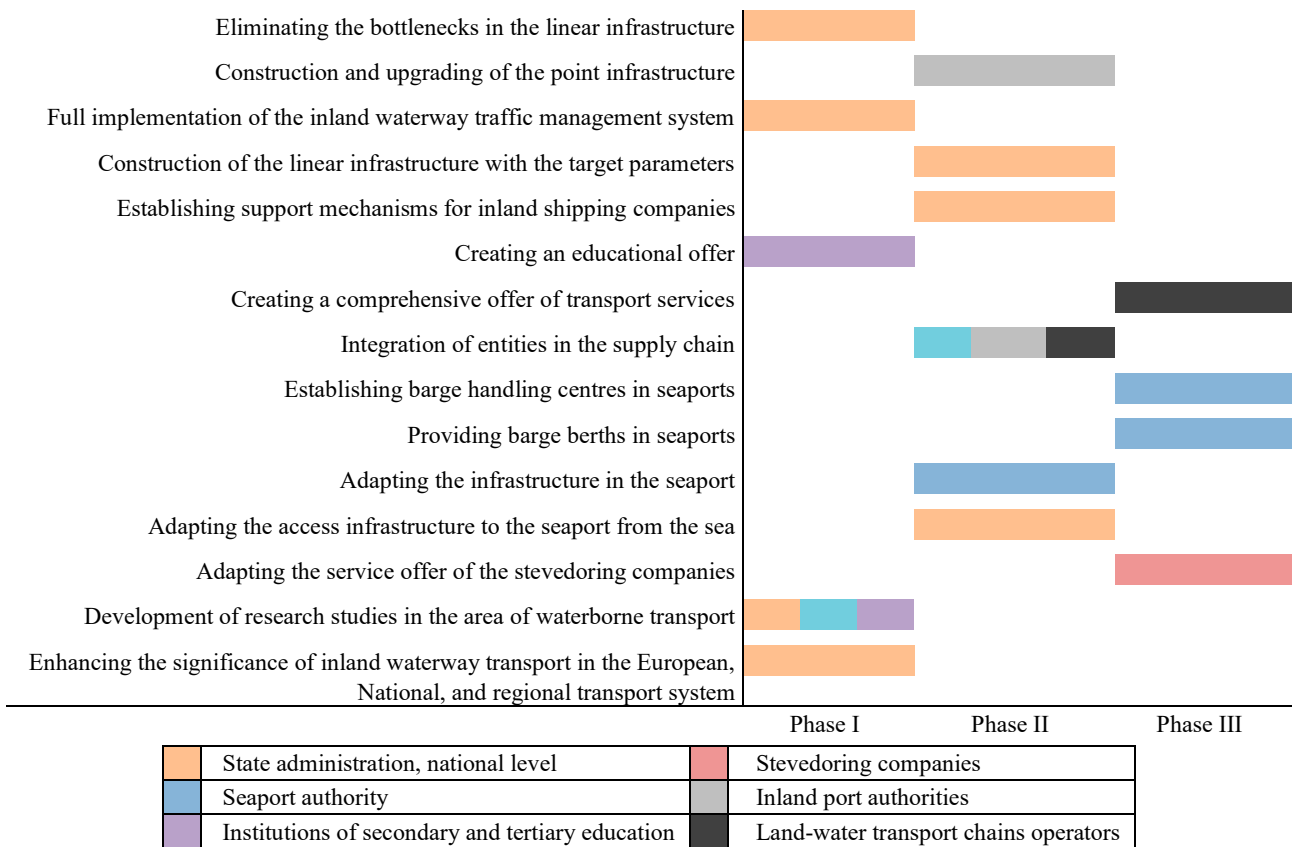 Eliminating the bottlenecks in the linear infrastructure
Construction and upgrading of the point infrastructure
Full implementation of the inland waterway traffic management system
Construction of the linear infrastructure with the target parameters
Establishing support mechanisms for inland shipping companies
Creating an educational offer
Creating a comprehensive offer of transport services
Integration of entities in the supply chain
Establishing barge handling centres in seaports
Providing barge berths in seaports
Adapting the infrastructure in the seaport
Adapting the access infrastructure to the seaport from the sea
Adapting the service offer of the stevedoring companies
Development of research studies in the area of waterborne transport
Enhancing the significance of inland waterway transport in the European,
National, and regional transport system
Phase I Phase II Phase III
State administration, national level Stevedoring companies
Seaport authority Inland port authorities
Institutions of secondary and tertiary education Land-water transport chains operators